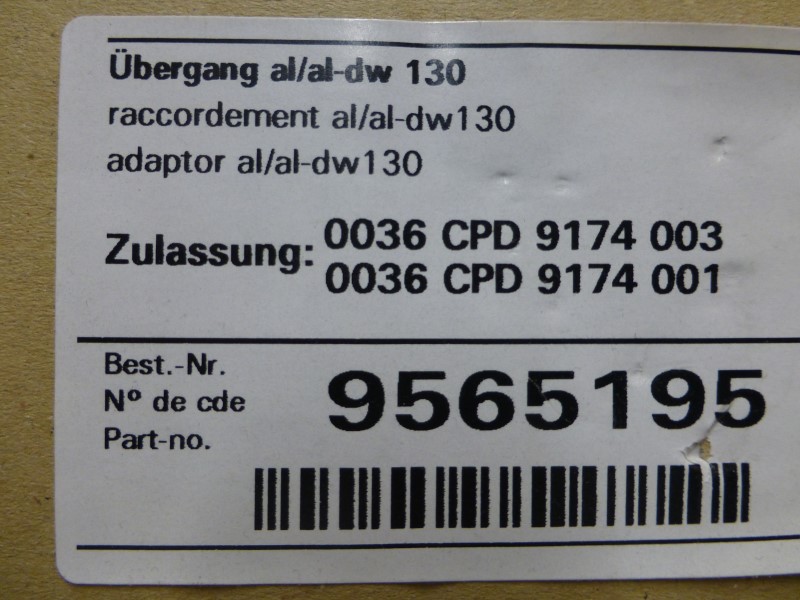 Übergang al/al-dw 130
raccordement al/al-dw130
adaptor al/al-dw130
Zulassung: 0036 CPD 9174 003
0036 CPD 9174 001
Best.-Nr.
Nº de cde 9565195
Part-no.